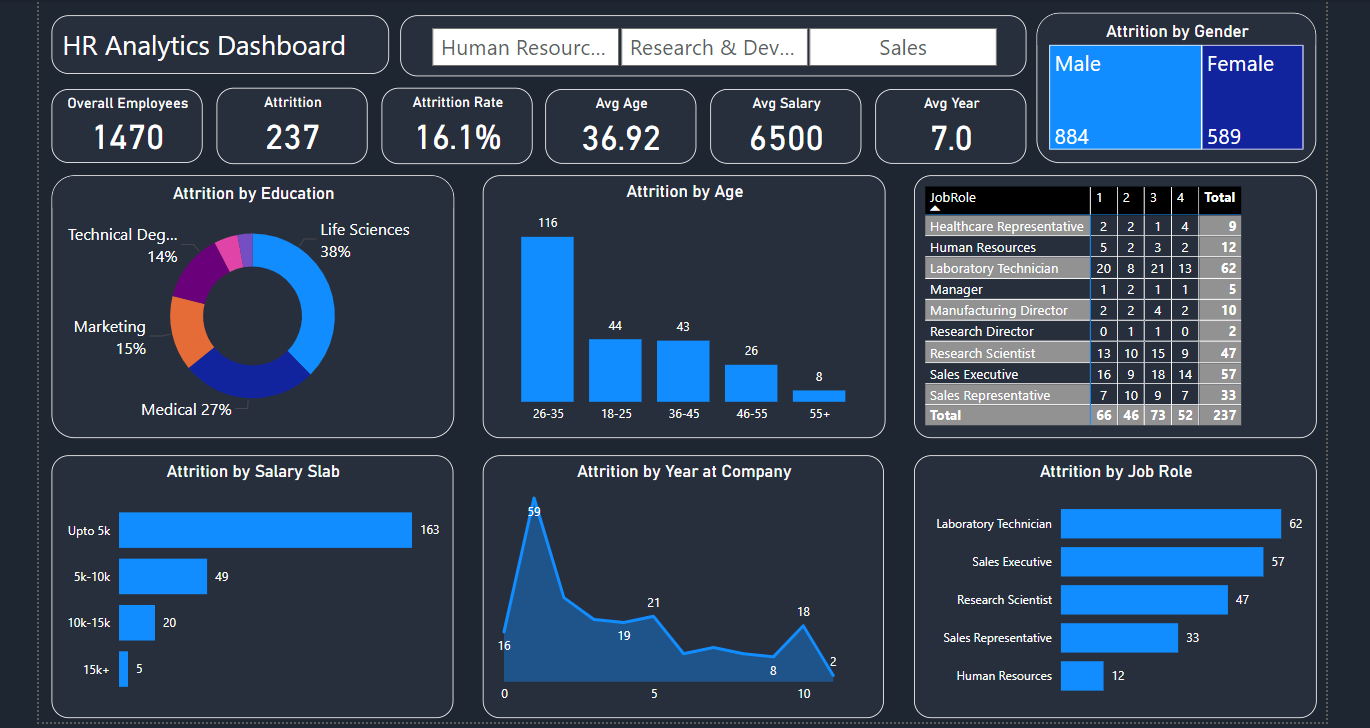 HR Analytics Dashboard
Human Resourc...
Research & Dev...
Sales
Attrition by Gender
Male
884
Female
589
Overall Employees
1470
Attrittion
237
Attrittion Rate
16.1%
Avg Age
36.92
Avg Salary
6500
Avg Year
7.0
Attrition by Education
Life Sciences
38%
Technical Deg...
14%
Marketing
15%
Medical 27%
Attrition by Age
116
44
43
26
8
26-35 18-25 36-45 46-55 55+
JobRole 1 2 3 4 Total
Healthcare Representative 2 2 1 4 9
Human Resources 5 2 3 2 12
Laboratory Technician 20 8 21 13 62
Manager 1 2 1 1 5
Manufacturing Director 2 2 4 2 10
Research Director 0 1 1 0 2
Research Scientist 13 10 15 9 47
Sales Executive 16 9 18 14 57
Sales Representative 7 10 9 7 33
Total 66 46 73 52 237
Attrition by Salary Slab
Upto 5k 163
5k-10k 49
10k-15k 20
15k+ 5
Attrition by Year at Company
59
16
19
21
8
18
2
0 5 10
Attrition by Job Role
Laboratory Technician 62
Sales Executive 57
Research Scientist 47
Sales Representative 33
Human Resources 12